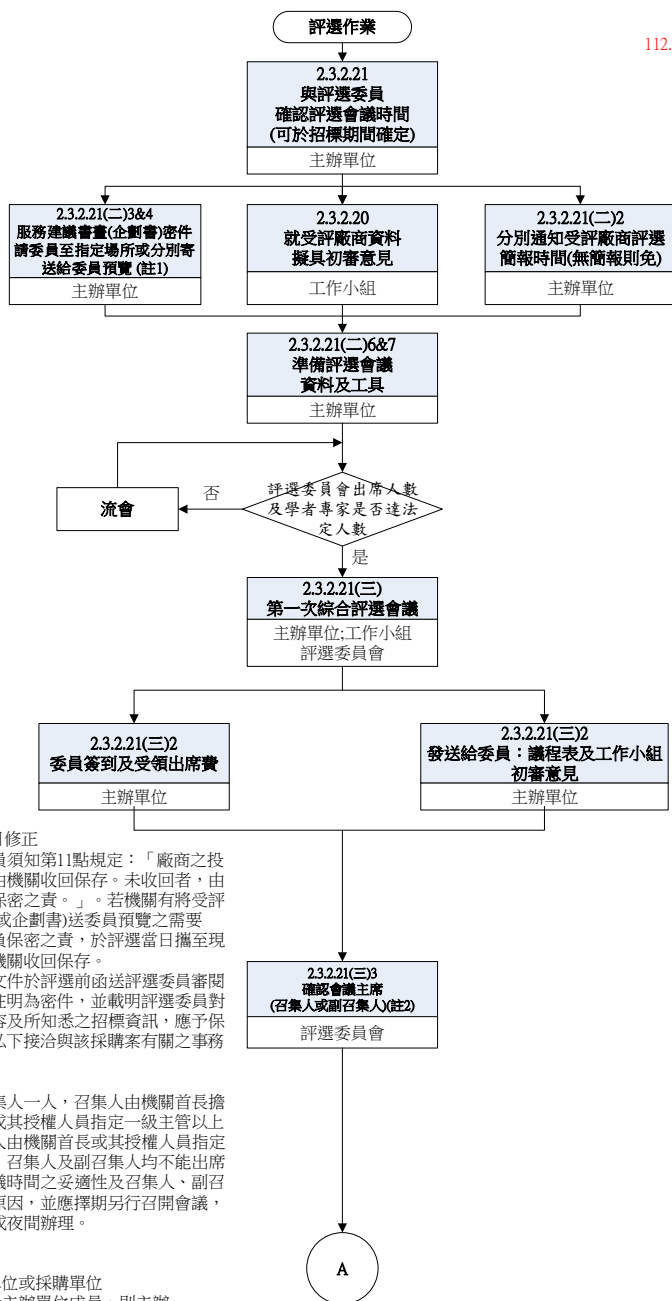 評選作業
112.
2.3.2.21
與評選委員
確認評選會議時間
(可於招標期間確定)
主辦單位
2.3.2.21(二)3&4
服務建議書畫(企劃書)密件
請委員至指定場所或分別寄
送給委員預覽 (註1)
主辦單位
2.3.2.20
就受評廠商資料
擬具初審意見
工作小組
2.3.2.21(二)2
分別通知受評廠商評選
簡報時間(無簡報則免)
主辦單位
2.3.2.21(二)6&7
準備評選會議
資料及工具
主辦單位
評選委員會出席人數
及學者專家是否達法
定人數
否
流會
是
2.3.2.21(三)
第一次綜合評選會議
主辦單位;工作小組
評選委員會
2.3.2.21(三)2
委員簽到及受領出席費
主辦單位
2.3.2.21(三)2
發送給委員：議程表及工作小組
初審意見
主辦單位
修正
員須知第11點規定：「廠商之投
由機關收回保存。未收回者，由
保密之責。」。若機關有將受評
或企劃書)送委員預覽之需要
負保密之責，於評選當日攜至現
機關收回保存。
文件於評選前函送評選委員審閱
註明為密件，並載明評選委員對
容及所知悉之招標資訊，應予保
私下接洽與該採購案有關之事務
2.3.2.21(三)3
確認會議主席
(召集人或副召集人)(註2)
評選委員會
集人一人，召集人由機關首長擔
或其授權人員指定一級主管以上
人由機關首長或其授權人員指定
召集人及副召集人均不能出席
議時間之妥適性及召集人、副召
原因，並應擇期另行召開會議，
或夜間辦理。
A
單位或採購單位
主辦單位成員，則主辦